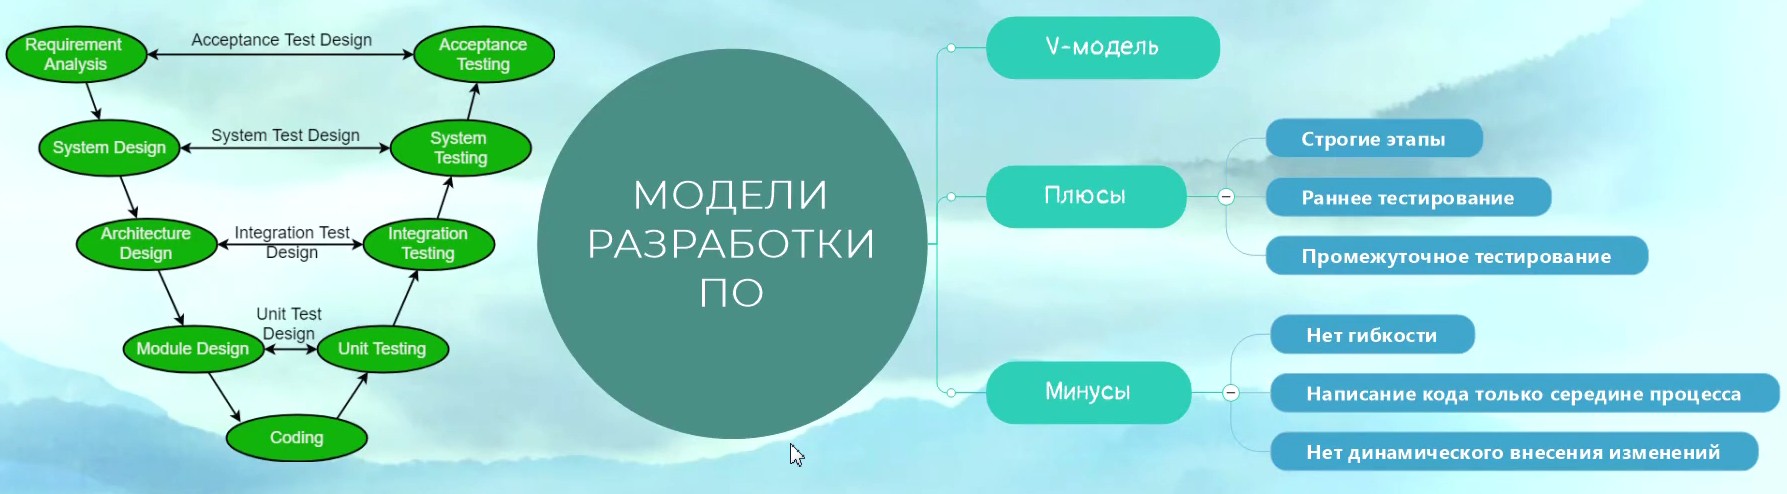 Requirement
Analysis
Acceptance Test Design
Acceptance
Testing
System Design
System Test Design
System
Testing
Architecture
Design
Integration Test
Design
Integration
Testing
Module Design
Unit Test
Design
Unit Testing
Coding
МОДЕЛИ
РАЗРАБОТКИ
ПО
V-модель
Плюсы
Строгие этапы
Раннее тестирование
Промежуточное тестирование
Минусы
Нет гибкости
Написание кода только середине процесса
Нет динамического внесения изменений